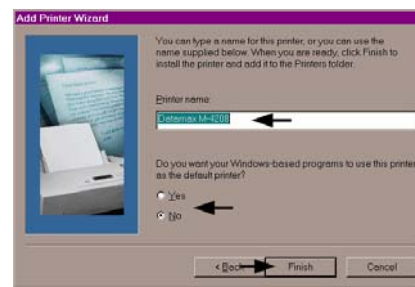 Add Printer Wizard
You can type a name for this printer, or you can use the
name supplied below. When you are ready, click Finish to
install the printer and add it to the Printers folder.
Printer name:
Datamax M-4208
Do you want your Windows-based programs to use this printer
as the default printer?
Yes
No
< Back
Finish
Cancel